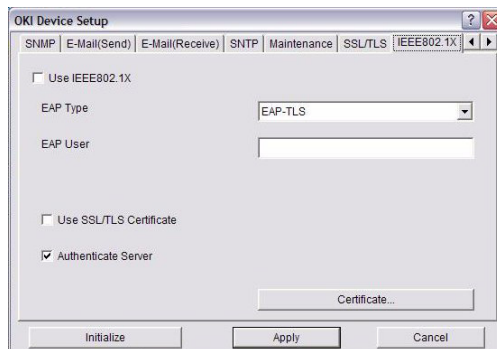 OKI Device Setup
SNMP E-Mail(Send) E-Mail(Receive) SNTP Maintenance SSL/TLS IEEE802.1X
Use IEEE802.1X
EAP Type EAP-TLS
EAP User
Use SSL/TLS Certificate
Authenticate Server
Certificate...
Initialize Apply Cancel